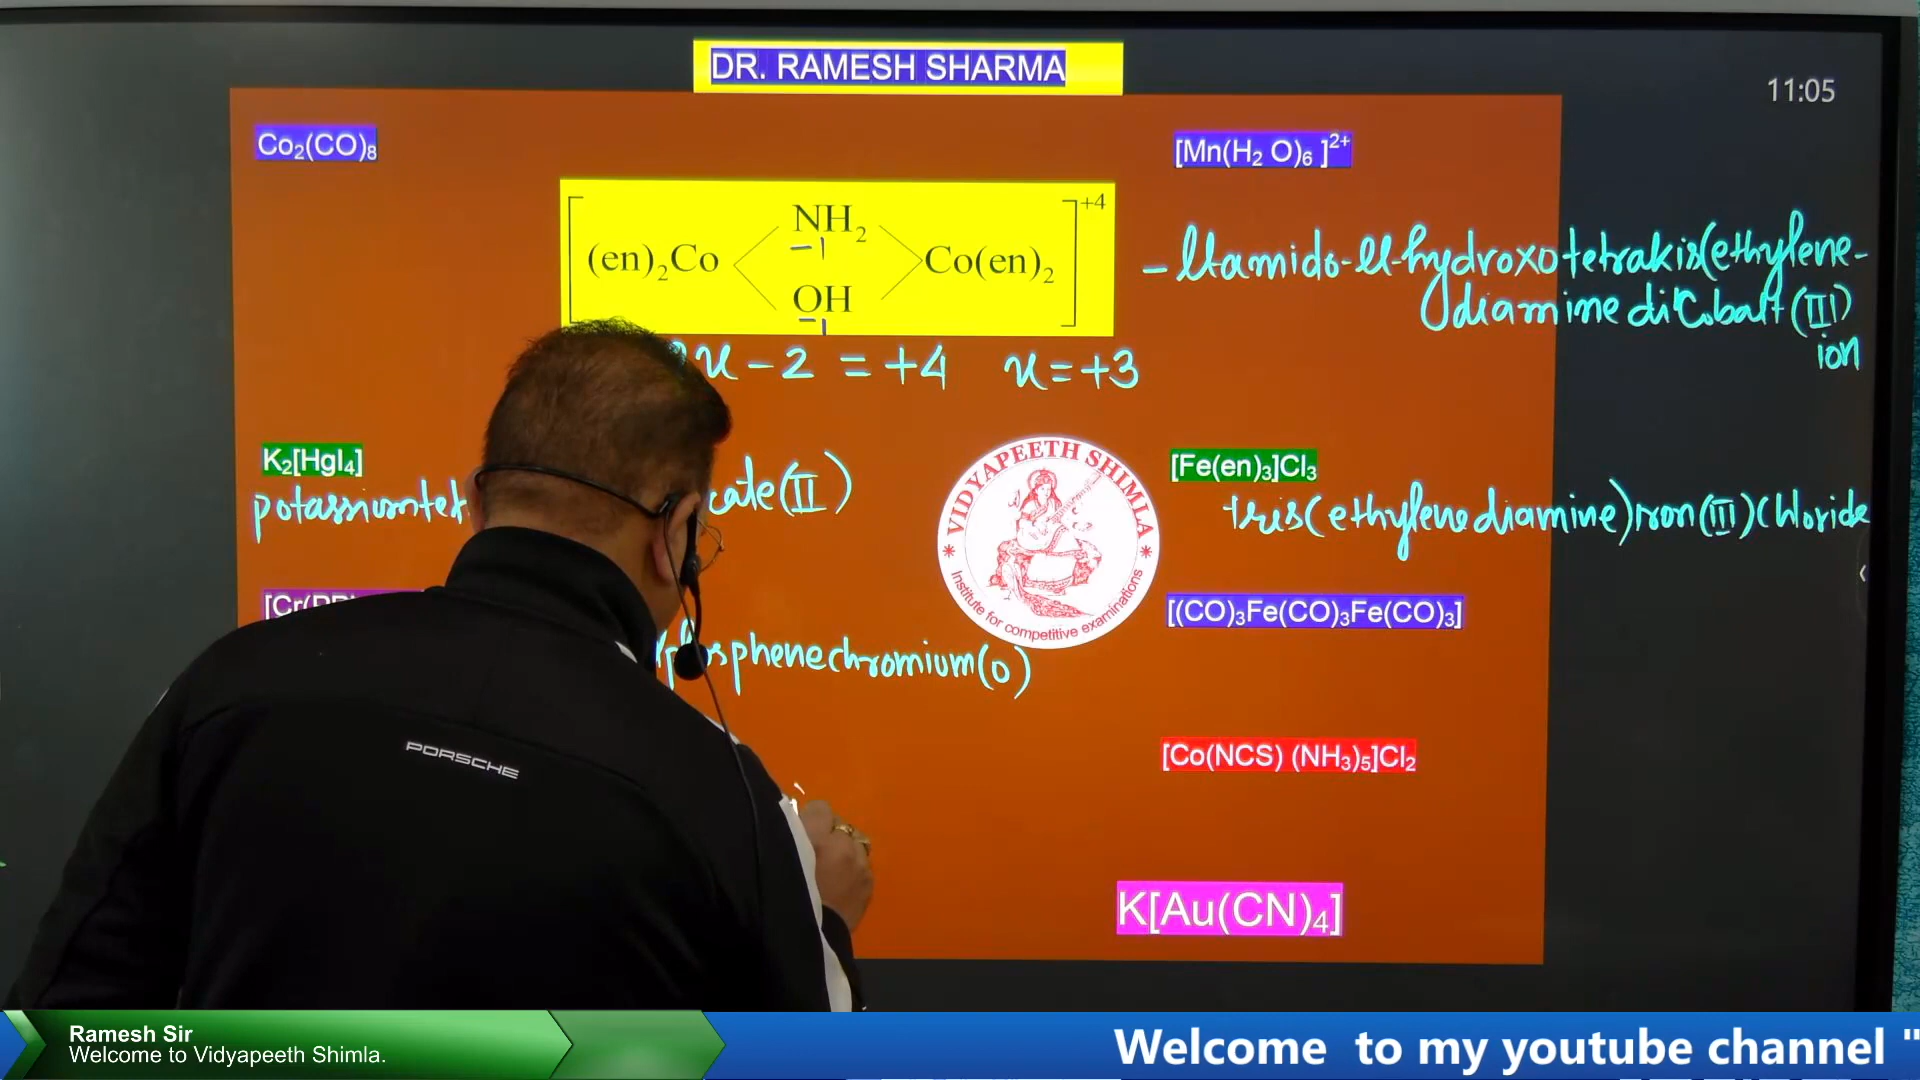 DR. RAMESH SHARMA
11:05
Co₂(CO)₈
[Mn(H₂ O)₆ ]²⁺
[(en)₂Co NH₂ OH Co(en)₂]⁺⁴
-μamido-μ-hydroxotetrakis(ethylene-
diamine diCobalt (III)
ion
x - 2 = +4 x = +3
K₂[HgI₄]
potassiumtet
cate(II)
VIDYAPEETH SHIMLA
Institute for competitive examinations
[Fe(en)₃]Cl₃
tris(ethylenediamine)iron(III)Chloride
[Cr(
[(CO)₃Fe(CO)₃Fe(CO)₃]
phosphenechromium(0)
[Co(NCS) (NH₃)₅]Cl₂
PORSCHE
K[Au(CN)₄]
Ramesh Sir
Welcome to Vidyapeeth Shimla.
Welcome to my youtube channel "